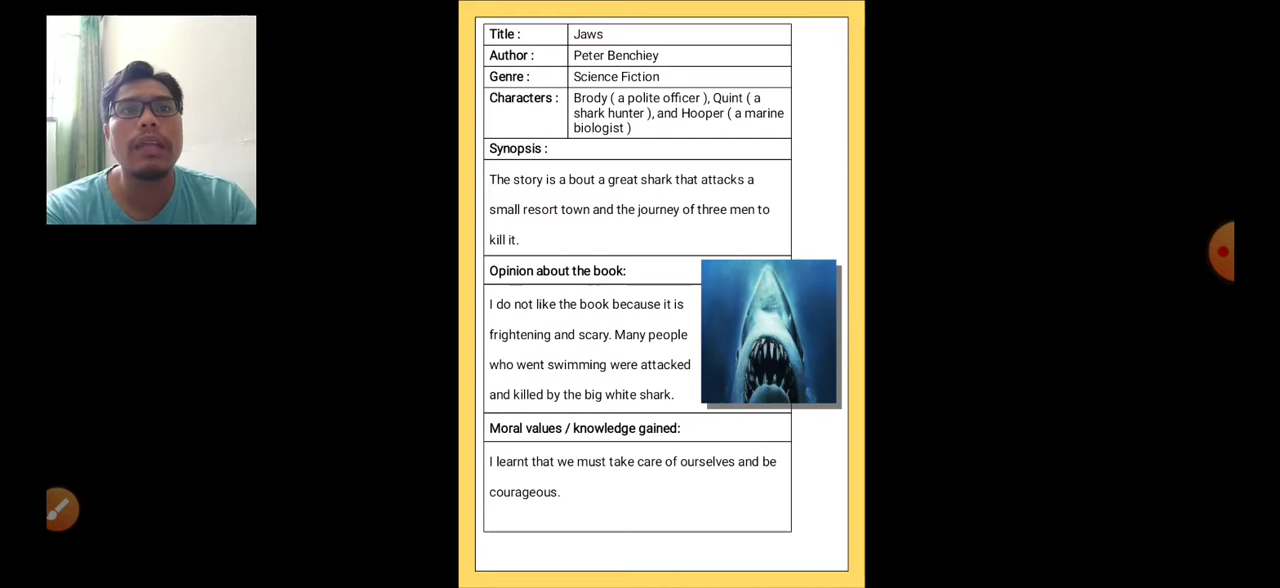 Title :
Jaws
Author :
Peter Benchiey
Genre :
Science Fiction
Characters :
Brody ( a polite officer ), Quint ( a
shark hunter ), and Hooper ( a marine
biologist )
Synopsis :
The story is a bout a great shark that attacks a
small resort town and the journey of three men to
kill it.
Opinion about the book:
I do not like the book because it is
frightening and scary. Many people
who went swimming were attacked
and killed by the big white shark.
Moral values / knowledge gained:
I learnt that we must take care of ourselves and be
courageous.